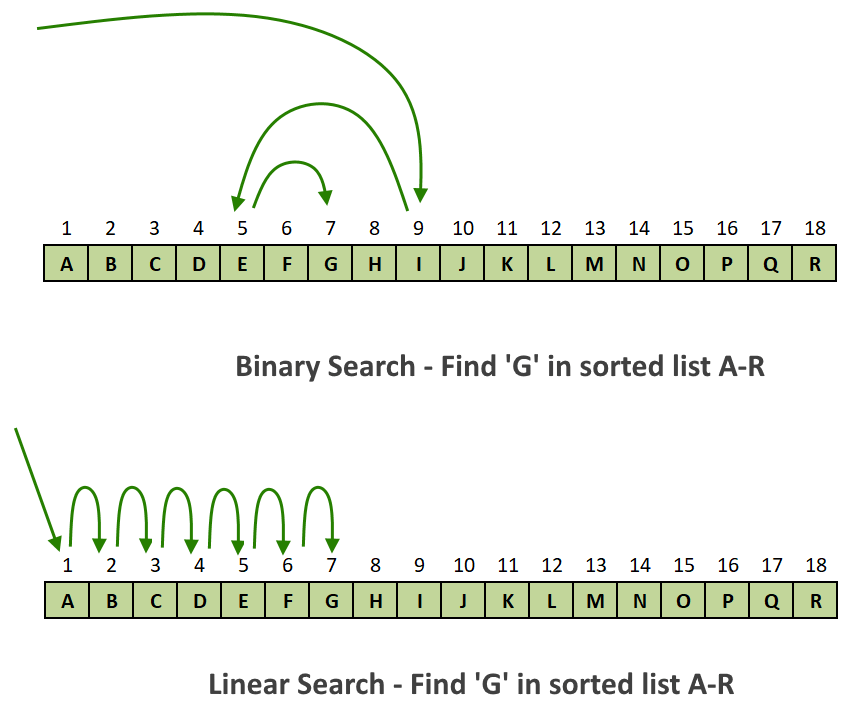 1 2 3 4 5 6 7 8 9 10 11 12 13 14 15 16 17 18
A B C D E F G H I J K L M N O P Q R
Binary Search - Find 'G' in sorted list A-R
1 2 3 4 5 6 7 8 9 10 11 12 13 14 15 16 17 18
A B C D E F G H I J K L M N O P Q R
Linear Search - Find 'G' in sorted list A-R